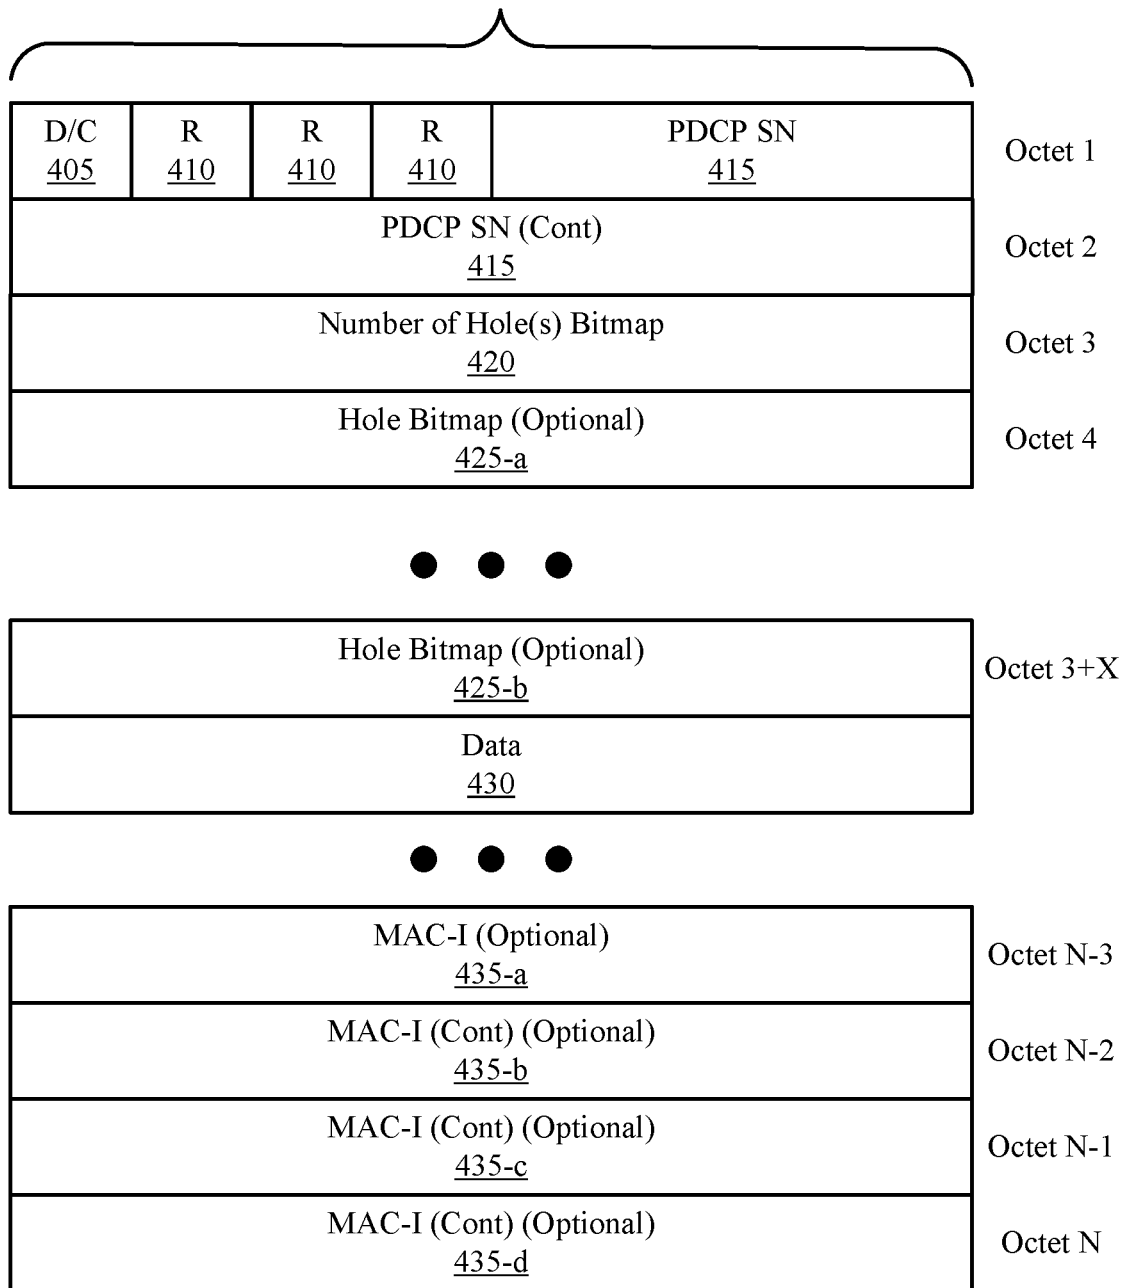 D/C R R R PDCP SN
405 410 410 410 415
Octet 1
PDCP SN (Cont)
415
Octet 2
Number of Hole(s) Bitmap
420
Octet 3
Hole Bitmap (Optional)
425-a
Octet 4
Hole Bitmap (Optional)
425-b
Octet 3+X
Data
430
MAC-I (Optional)
435-a
Octet N-3
MAC-I (Cont) (Optional)
435-b
Octet N-2
MAC-I (Cont) (Optional)
435-c
Octet N-1
MAC-I (Cont) (Optional)
435-d
Octet N